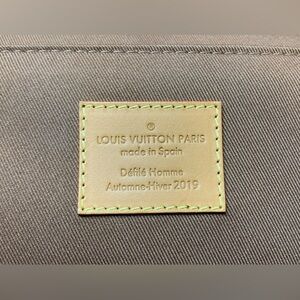 ®
LOUIS VUITTON PARIS
made in Spain
Défilé Homme
Automne-Hiver 2019